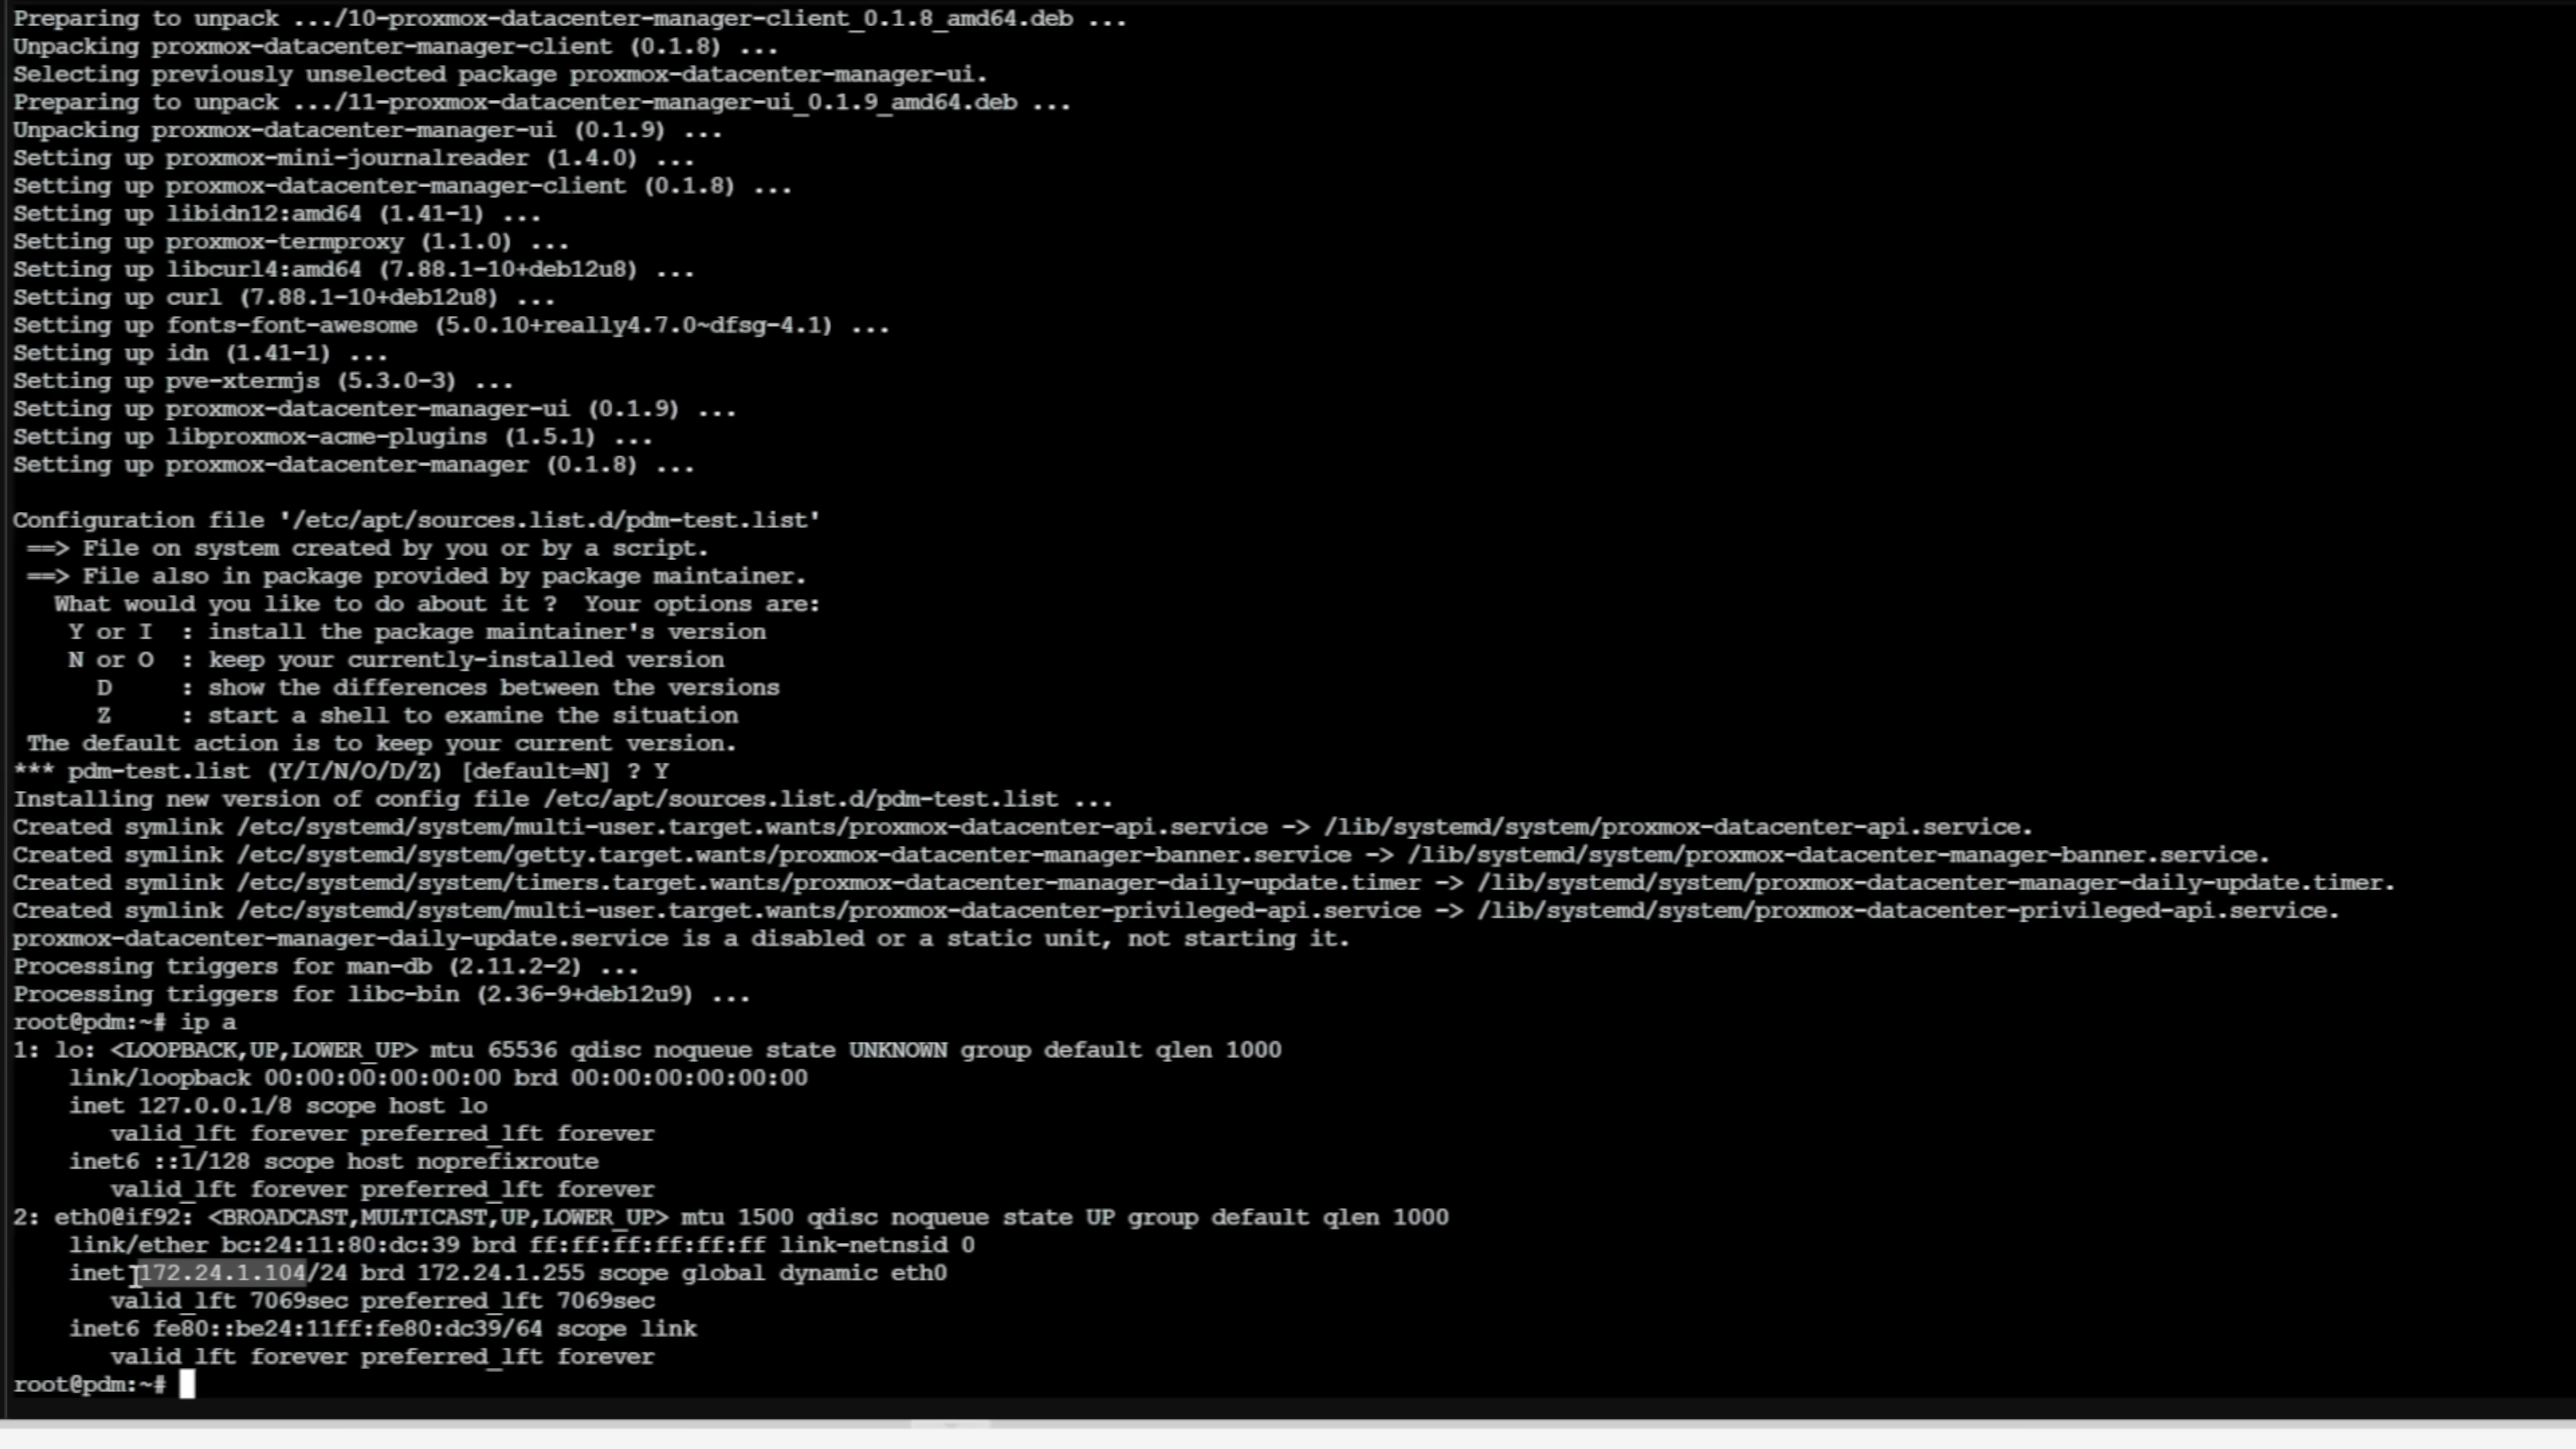 Preparing to unpack .../10-proxmox-datacenter-manager-client_0.1.8_amd64.deb ...
Unpacking proxmox-datacenter-manager-client (0.1.8) ...
Selecting previously unselected package proxmox-datacenter-manager-ui.
Preparing to unpack .../11-proxmox-datacenter-manager-ui_0.1.9_amd64.deb ...
Unpacking proxmox-datacenter-manager-ui (0.1.9) ...
Setting up proxmox-mini-journalreader (1.4.0) ...
Setting up proxmox-datacenter-manager-client (0.1.8) ...
Setting up libidn12:amd64 (1.41-1) ...
Setting up proxmox-termproxy (1.1.0) ...
Setting up libcurl4:amd64 (7.88.1-10+deb12u8) ...
Setting up curl (7.88.1-10+deb12u8) ...
Setting up fonts-font-awesome (5.0.10+really4.7.0~dfsg-4.1) ...
Setting up idn (1.41-1) ...
Setting up pve-xtermjs (5.3.0-3) ...
Setting up proxmox-datacenter-manager-ui (0.1.9) ...
Setting up libproxmox-acme-plugins (1.5.1) ...
Setting up proxmox-datacenter-manager (0.1.8) ...

Configuration file '/etc/apt/sources.list.d/pdm-test.list'
 ==> File on system created by you or by a script.
 ==> File also in package provided by package maintainer.
   What would you like to do about it ?  Your options are:
    Y or I  : install the package maintainer's version
    N or O  : keep your currently-installed version
      D     : show the differences between the versions
      Z     : start a shell to examine the situation
 The default action is to keep your current version.
*** pdm-test.list (Y/I/N/O/D/Z) [default=N] ? Y
Installing new version of config file /etc/apt/sources.list.d/pdm-test.list ...
Created symlink /etc/systemd/system/multi-user.target.wants/proxmox-datacenter-api.service -> /lib/systemd/system/proxmox-datacenter-api.service.
Created symlink /etc/systemd/system/getty.target.wants/proxmox-datacenter-manager-banner.service -> /lib/systemd/system/proxmox-datacenter-manager-banner.service.
Created symlink /etc/systemd/system/timers.target.wants/proxmox-datacenter-manager-daily-update.timer -> /lib/systemd/system/proxmox-datacenter-manager-daily-update.timer.
Created symlink /etc/systemd/system/multi-user.target.wants/proxmox-datacenter-privileged-api.service -> /lib/systemd/system/proxmox-datacenter-privileged-api.service.
proxmox-datacenter-manager-daily-update.service is a disabled or a static unit, not starting it.
Processing triggers for man-db (2.11.2-2) ...
Processing triggers for libc-bin (2.36-9+deb12u9) ...
root@pdm:~# ip a
1: lo: <LOOPBACK,UP,LOWER_UP> mtu 65536 qdisc noqueue state UNKNOWN group default qlen 1000
    link/loopback 00:00:00:00:00:00 brd 00:00:00:00:00:00
    inet 127.0.0.1/8 scope host lo
       valid_lft forever preferred_lft forever
    inet6 ::1/128 scope host noprefixroute
       valid_lft forever preferred_lft forever
2: eth0@if92: <BROADCAST,MULTICAST,UP,LOWER_UP> mtu 1500 qdisc noqueue state UP group default qlen 1000
    link/ether bc:24:11:80:dc:39 brd ff:ff:ff:ff:ff:ff link-netnsid 0
    inet 172.24.1.104/24 brd 172.24.1.255 scope global dynamic eth0
       valid_lft 7069sec preferred_lft 7069sec
    inet6 fe80::be24:11ff:fe80:dc39/64 scope link
       valid_lft forever preferred_lft forever
root@pdm:~#